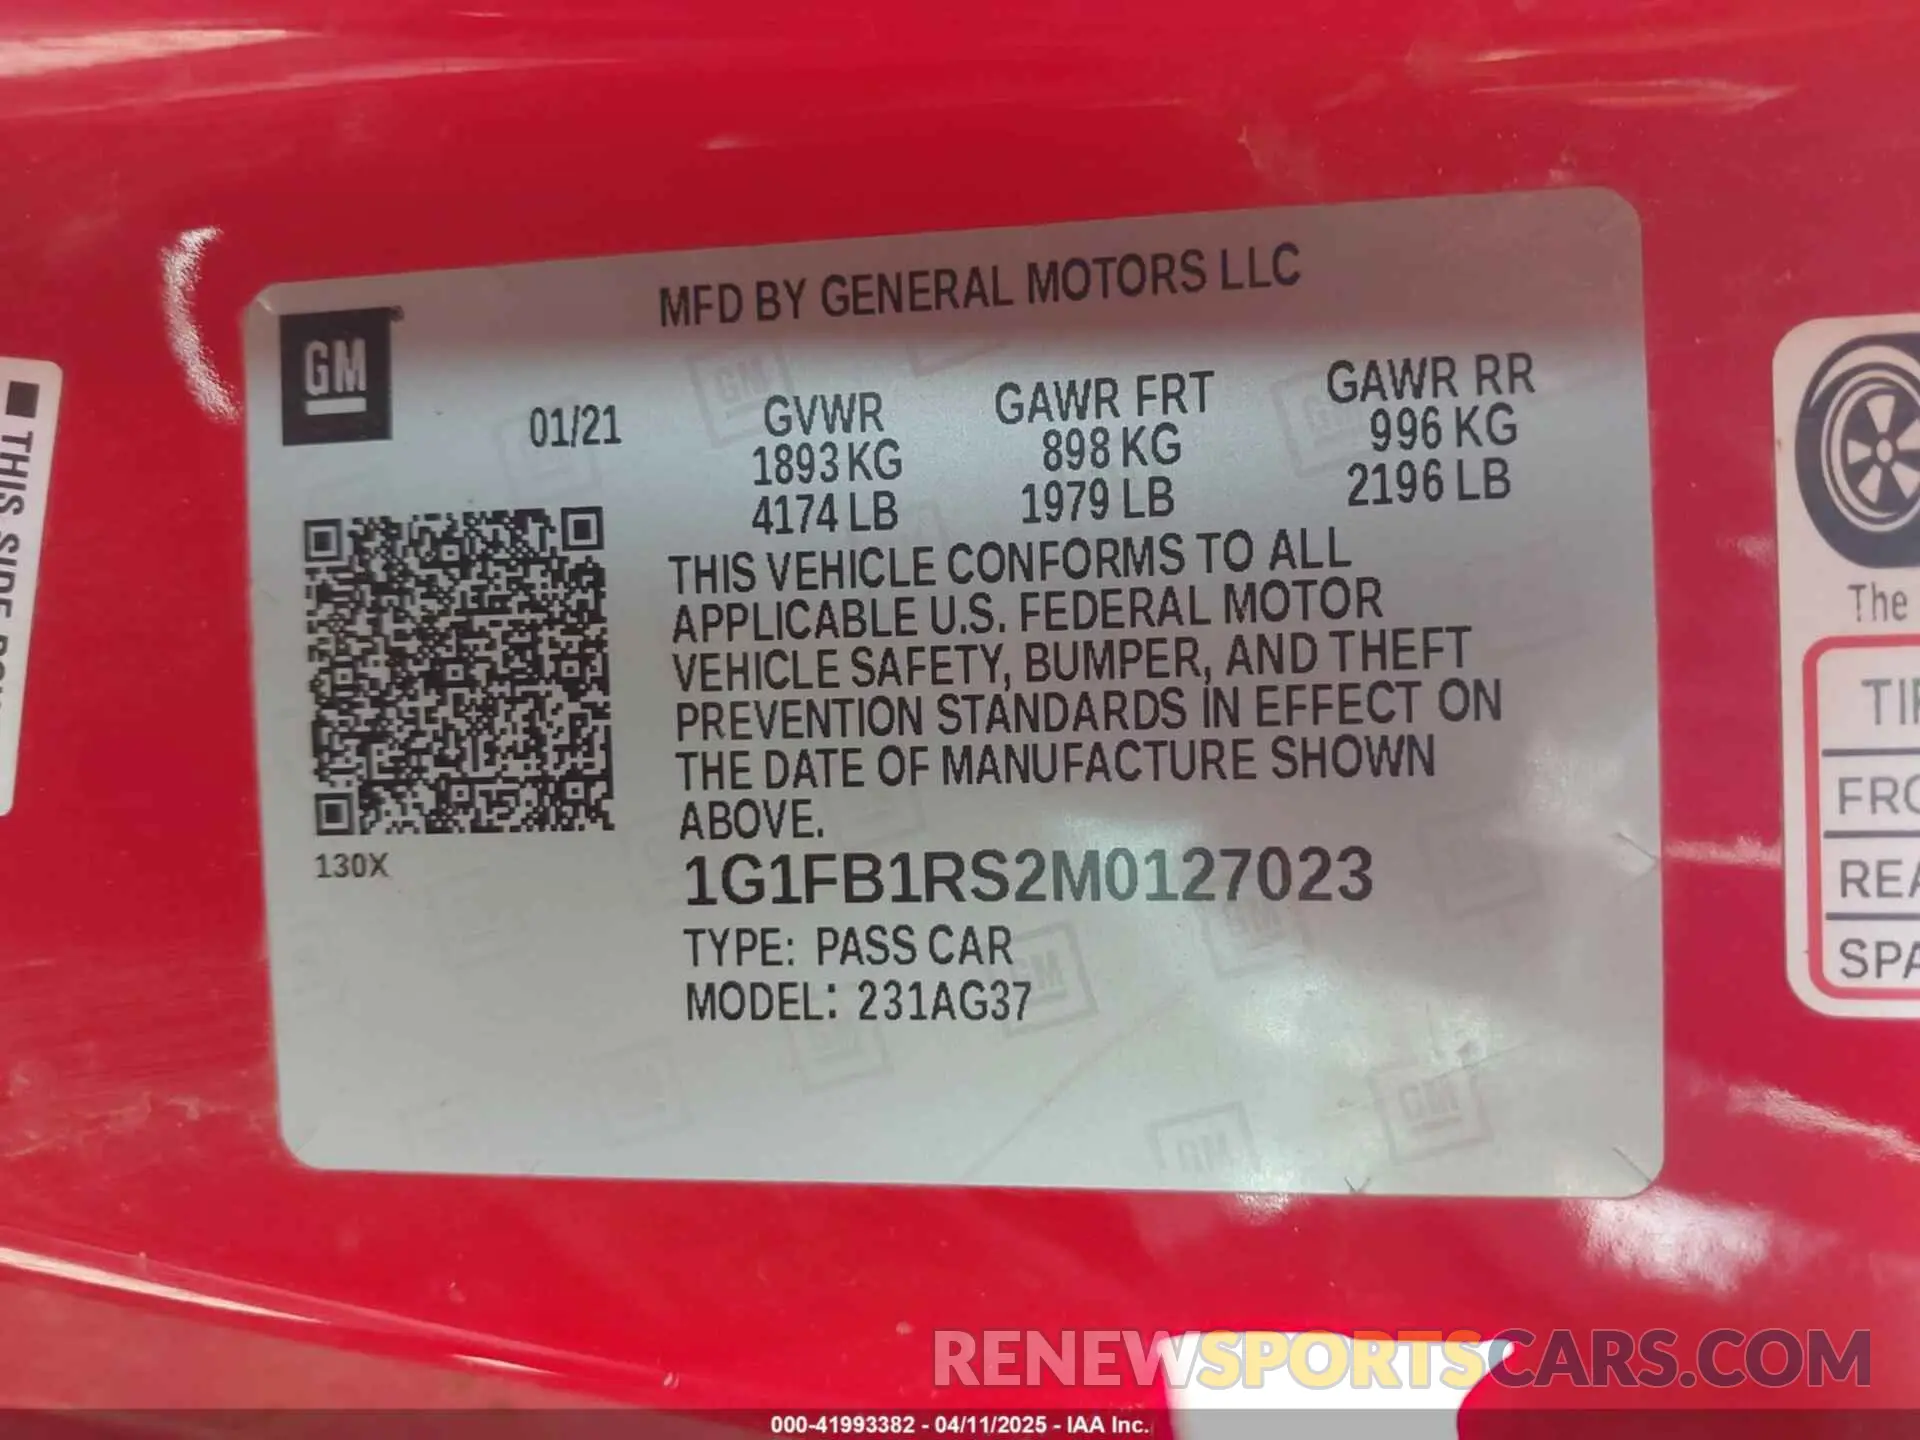 MFD BY GENERAL MOTORS LLC
GM
01/21
GVWR
1893 KG
4174 LB
GAWR FRT
898 KG
1979 LB
GAWR RR
996 KG
2196 LB
THIS VEHICLE CONFORMS TO ALL
APPLICABLE U.S. FEDERAL MOTOR
VEHICLE SAFETY, BUMPER, AND THEFT
PREVENTION STANDARDS IN EFFECT ON
THE DATE OF MANUFACTURE SHOWN
ABOVE.
130X
1G1FB1RS2M0127023
TYPE: PASS CAR
MODEL: 231AG37
THIS SIDE
The
RENEWSPORTSCARS.COM
000-41993382 - 04/11/2025 - IAA Inc.